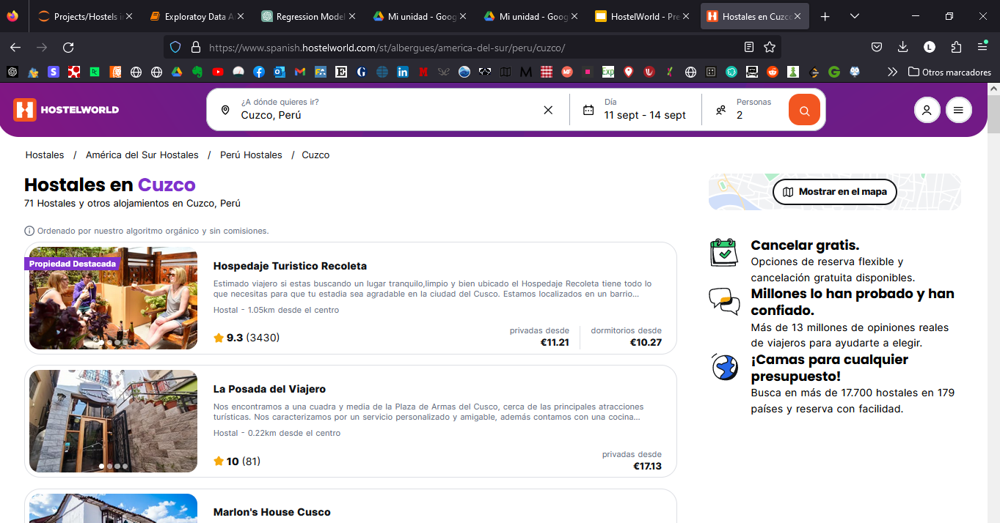 Projects/Hostels i
Exploratoy Data A
Regression Model
Mi unidad - Goog
Mi unidad - Goog
HostelWorld - Pre
Hostales en Cuzc
https://www.spanish.hostelworld.com/st/albergues/america-del-sur/peru/cuzco/
Otros marcadores
H HOSTELWORLD
¿A dónde quieres ir?
Cuzco, Perú
Día
11 sept - 14 sept
Personas
2
Hostales / América del Sur Hostales / Perú Hostales / Cuzco
Hostales en Cuzco
71 Hostales y otros alojamientos en Cuzco, Perú
Mostrar en el mapa
Ordenado por nuestro algoritmo orgánico y sin comisiones.
Propiedad Destacada
Hospedaje Turistico Recoleta
Estimado viajero si estas buscando un lugar tranquilo,limpio y bien ubicado el Hospedaje Recoleta tiene todo lo
que necesitas para que tu estadia sea agradable en la ciudad del Cusco. Estamos localizados en un barrio...
Hostal - 1.05km desde el centro
9.3 (3430)
privadas desde
€11.21
dormitorios desde
€10.27
La Posada del Viajero
Nos encontramos a una cuadra y media de la Plaza de Armas del Cusco, cerca de las principales atracciones
turísticas. Nos caracterizamos por un servicio personalizado y amigable, además contamos con una cocina...
Hostal - 0.22km desde el centro
10 (81)
privadas desde
€17.13
Marlon's House Cusco
Cancelar gratis.
Opciones de reserva flexible y
cancelación gratuita disponibles.
Millones lo han probado y han
confiado.
Más de 13 millones de opiniones reales
de viajeros para ayudarte a elegir.
¡Camas para cualquier
presupuesto!
Busca en más de 17.700 hostales en 179
países y reserva con facilidad.